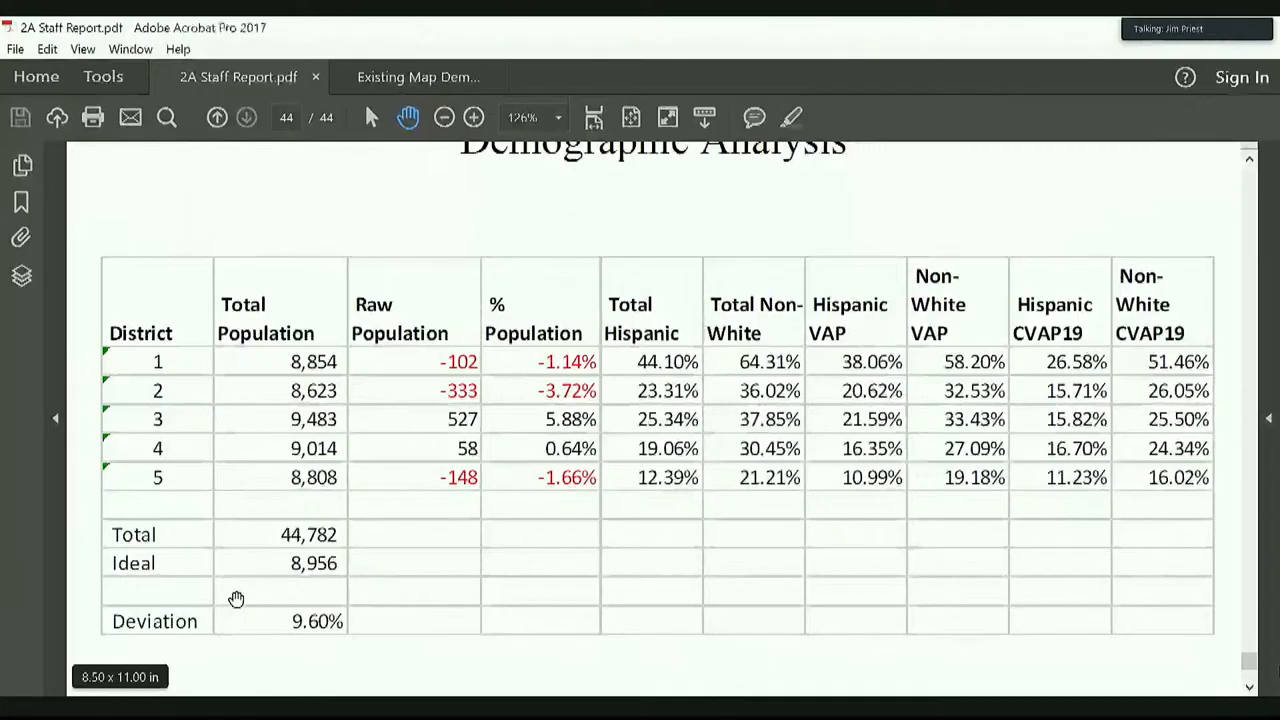 2A Staff Report.pdf - Adobe Acrobat Pro 2017
Talking: Jim Priest
File Edit View Window Help
Home Tools 2A Staff Report.pdf × Existing Map Dem... ? Sign In
44 / 44 126%
Demographic Analysis
District Total Population Raw Population % Population Total Hispanic Total Non-White Hispanic VAP Non-White VAP Hispanic CVAP19 Non-White CVAP19
1 8,854 -102 -1.14% 44.10% 64.31% 38.06% 58.20% 26.58% 51.46%
2 8,623 -333 -3.72% 23.31% 36.02% 20.62% 32.53% 15.71% 26.05%
3 9,483 527 5.88% 25.34% 37.85% 21.59% 33.43% 15.82% 25.50%
4 9,014 58 0.64% 19.06% 30.45% 16.35% 27.09% 16.70% 24.34%
5 8,808 -148 -1.66% 12.39% 21.21% 10.99% 19.18% 11.23% 16.02%
Total 44,782
Ideal 8,956
Deviation 9.60%
8.50 x 11.00 in